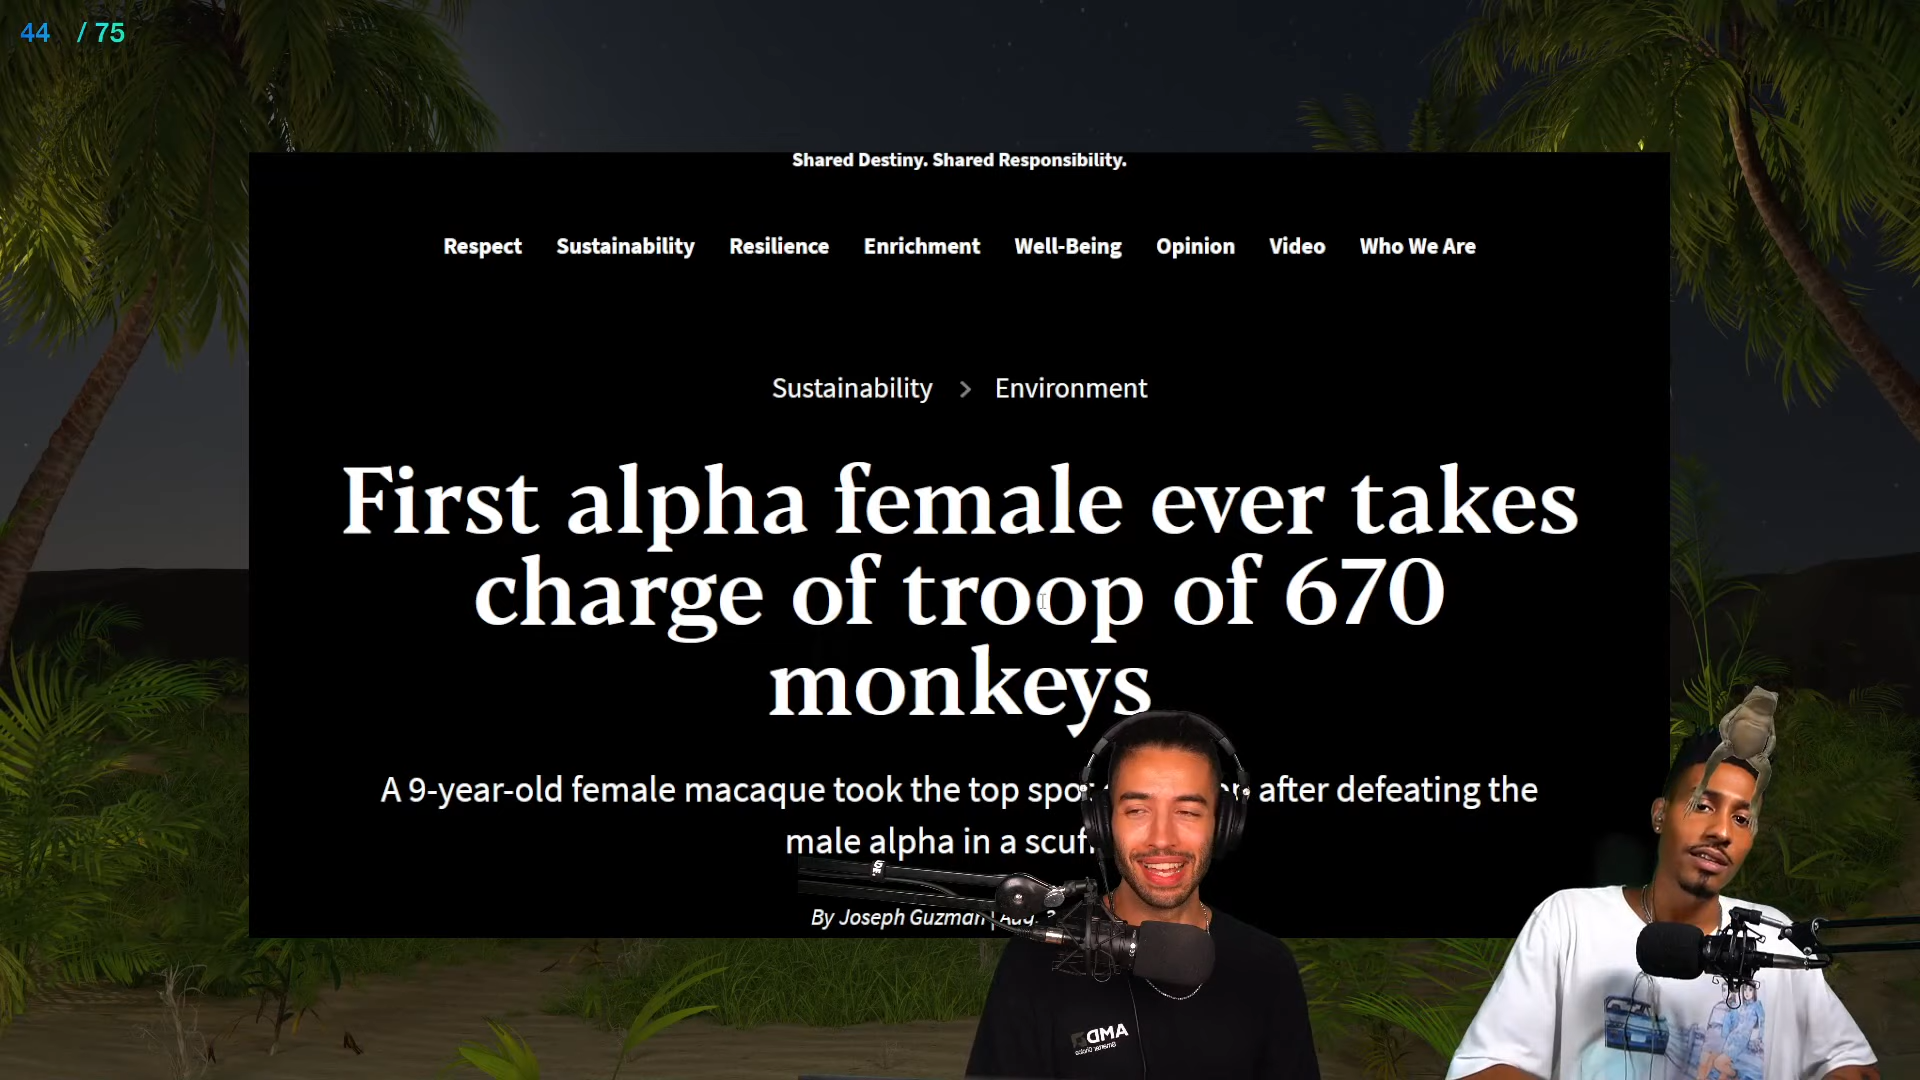 44 / 75
Shared Destiny. Shared Responsibility.
Respect Sustainability Resilience Enrichment Well-Being Opinion Video Who We Are
Sustainability > Environment
First alpha female ever takes
charge of troop of 670
monkeys
A 9-year-old female macaque took the top after defeating the
male alpha in a
By Joseph Guzman |
AMD